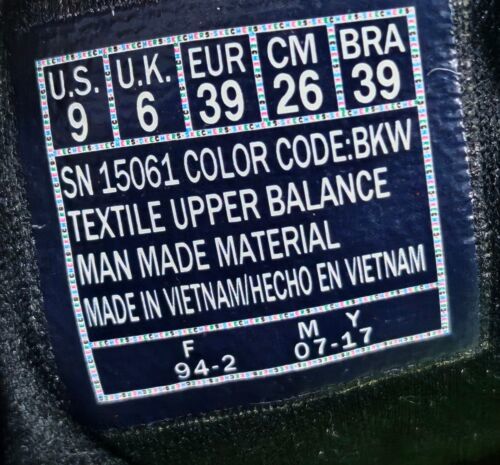 U.S. U.K. EUR CM BRA
9 6 39 26 39
SN 15061 COLOR CODE:BKW
TEXTILE UPPER BALANCE
MAN MADE MATERIAL
MADE IN VIETNAM/HECHO EN VIETNAM
F M Y
94-2 07-17